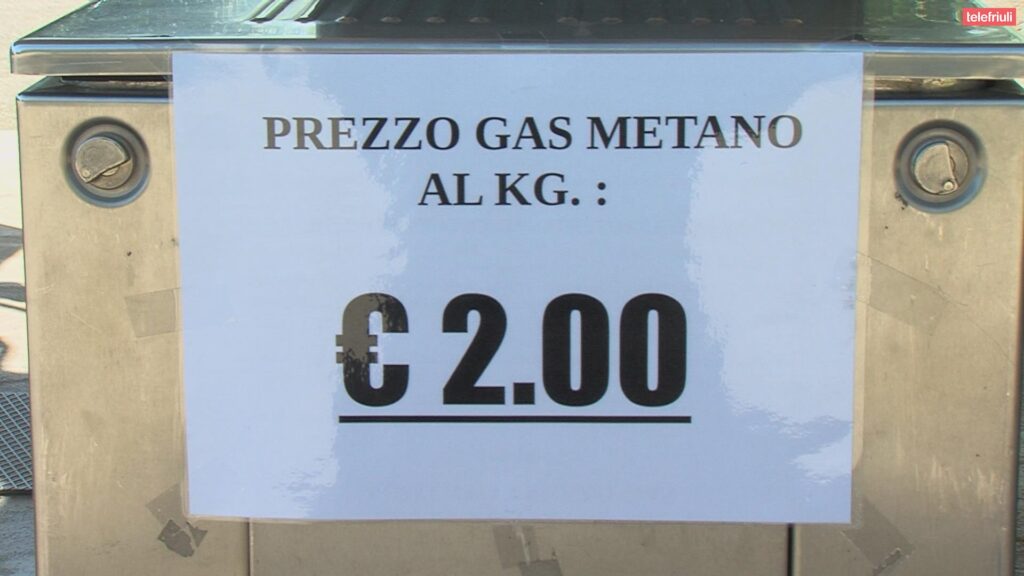 telefriuli
PREZZO GAS METANO
AL KG. :
€ 2.00